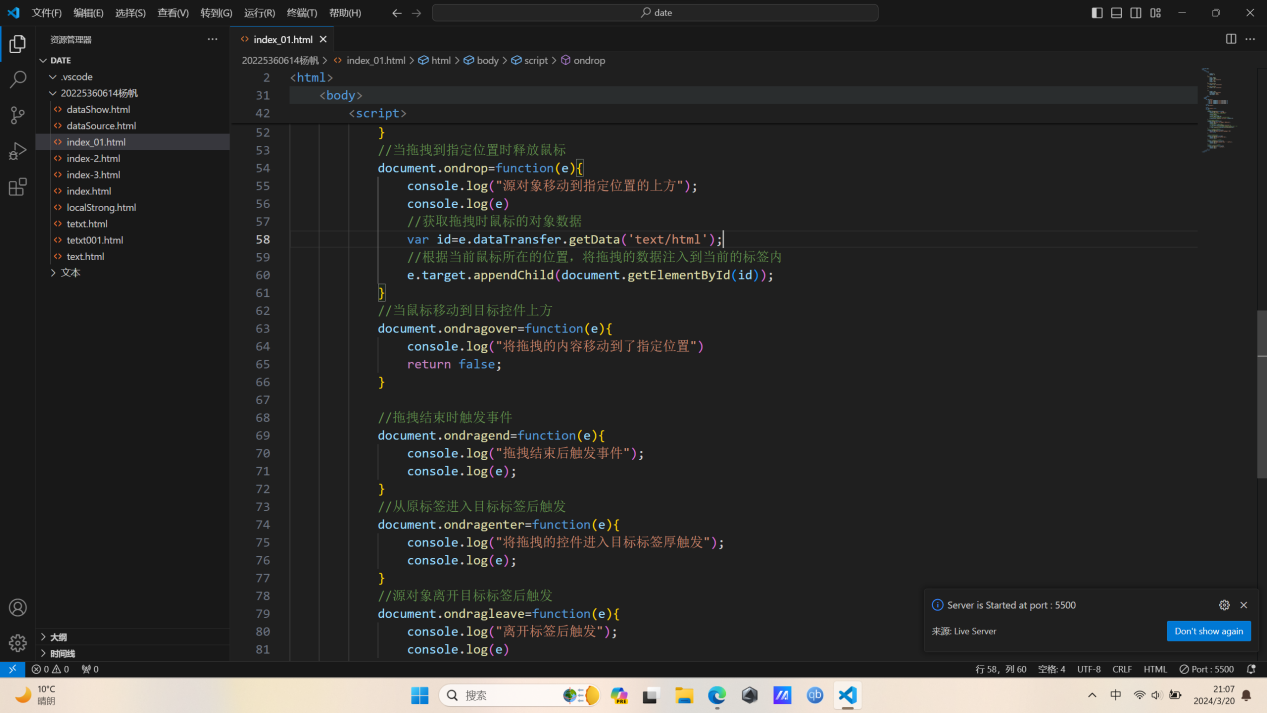 文件(F) 编辑(E) 选择(S) 查看(V) 转到(G) 运行(R) 终端(T) 帮助(H) date
资源管理器
DATE
.vscode
20225360614杨帆
dataShow.html
dataSource.html
index_01.html
index-2.html
index-3.html
index.html
localStrong.html
tetxt.html
tetxt001.html
text.html
文本
大纲
时间线
index_01.html
20225360614杨帆 > index_01.html > html > body > script > ondrop
2 <html>
31 <body>
42 <script>
52 }
53 //当拖拽到指定位置时释放鼠标
54 document.ondrop=function(e){
55 console.log("源对象移动到指定位置的上方");
56 console.log(e)
57 //获取拖拽时鼠标的对象数据
58 var id=e.dataTransfer.getData('text/html');
59 //根据当前鼠标所在的位置，将拖拽的数据注入到当前的标签内
60 e.target.appendChild(document.getElementById(id));
61 }
62 //当鼠标移动到目标控件上方
63 document.ondragover=function(e){
64 console.log("将拖拽的内容移动到了指定位置")
65 return false;
66 }
67
68 //拖拽结束时触发事件
69 document.ondragend=function(e){
70 console.log("拖拽结束后触发事件");
71 console.log(e);
72 }
73 //从原标签进入目标标签后触发
74 document.ondragenter=function(e){
75 console.log("将拖拽的控件进入目标标签厚触发");
76 console.log(e);
77 }
78 //源对象离开目标标签后触发
79 document.ondragleave=function(e){
80 console.log("离开标签后触发");
81 console.log(e)
Server is Started at port : 5500
来源: Live Server
Don't show again
0 0 0 行 58，列 60 空格: 4 UTF-8 CRLF HTML Port : 5500
10°C
晴朗
搜索
PRE
qb
中
21:07
2024/3/20